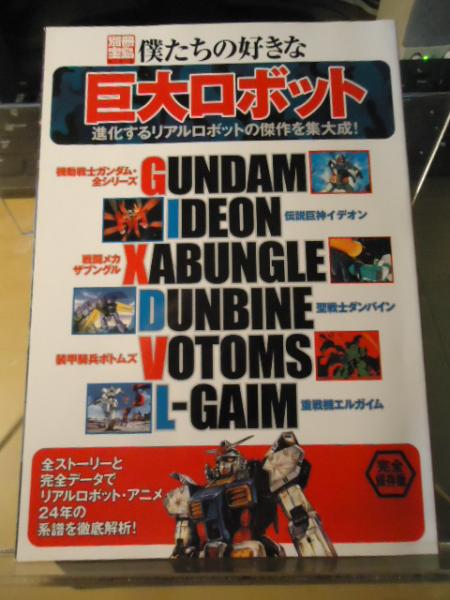 別冊宝島
僕たちの好きな
巨大ロボット
進化するリアルロボットの傑作を集大成!
機動戦士ガンダム・
全シリーズ
GUNDAM
IDEON
伝説巨神イデオン
戦闘メカ
ザブングル
XABUNGLE
DUNBINE
聖戦士ダンバイン
装甲騎兵ボトムズ
VOTOMS
L-GAIM
重戦機エルガイム
全ストーリーと
完全データで
リアルロボット・アニメ
24年の
系譜を徹底解析!
完全
保存版